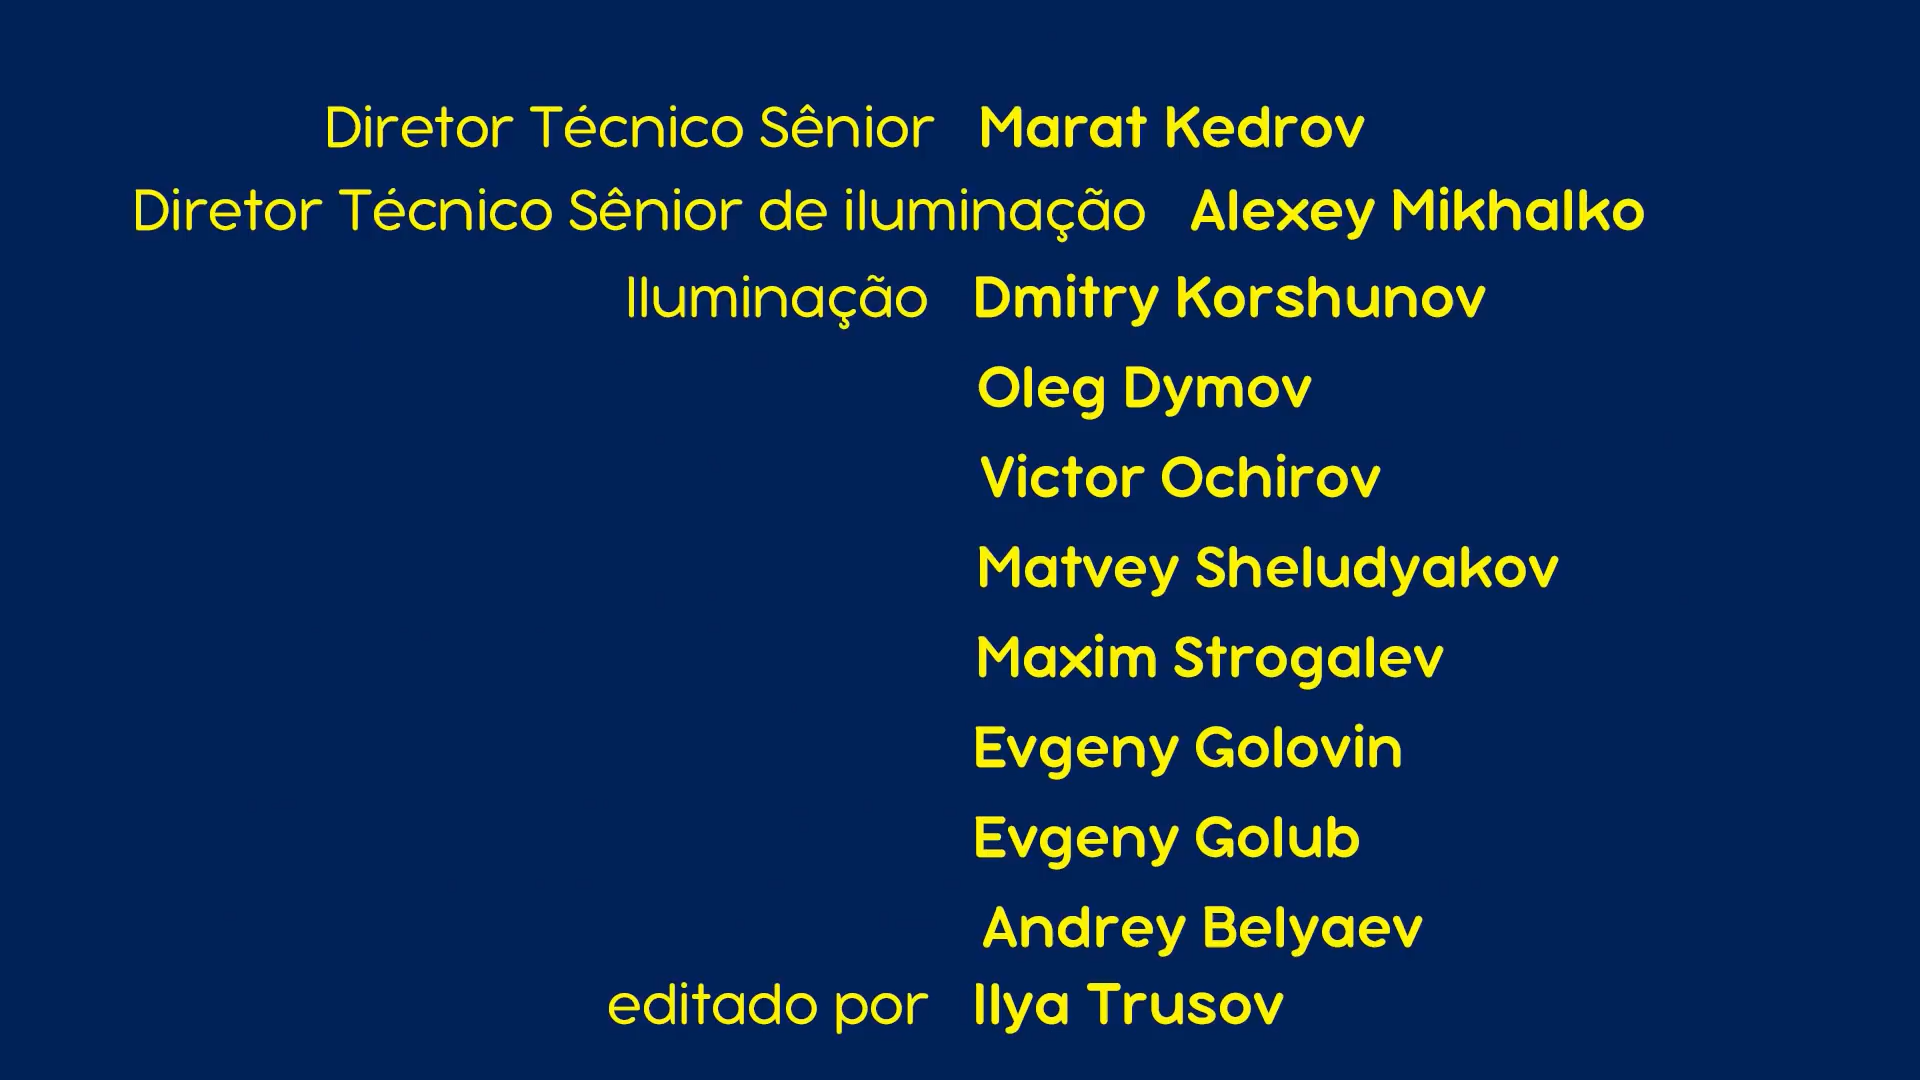 Diretor Técnico Sênior Marat Kedrov
Diretor Técnico Sênior de iluminação Alexey Mikhalko
Iluminação Dmitry Korshunov
Oleg Dymov
Victor Ochirov
Matvey Sheludyakov
Maxim Strogalev
Evgeny Golovin
Evgeny Golub
Andrey Belyaev
editado por Ilya Trusov